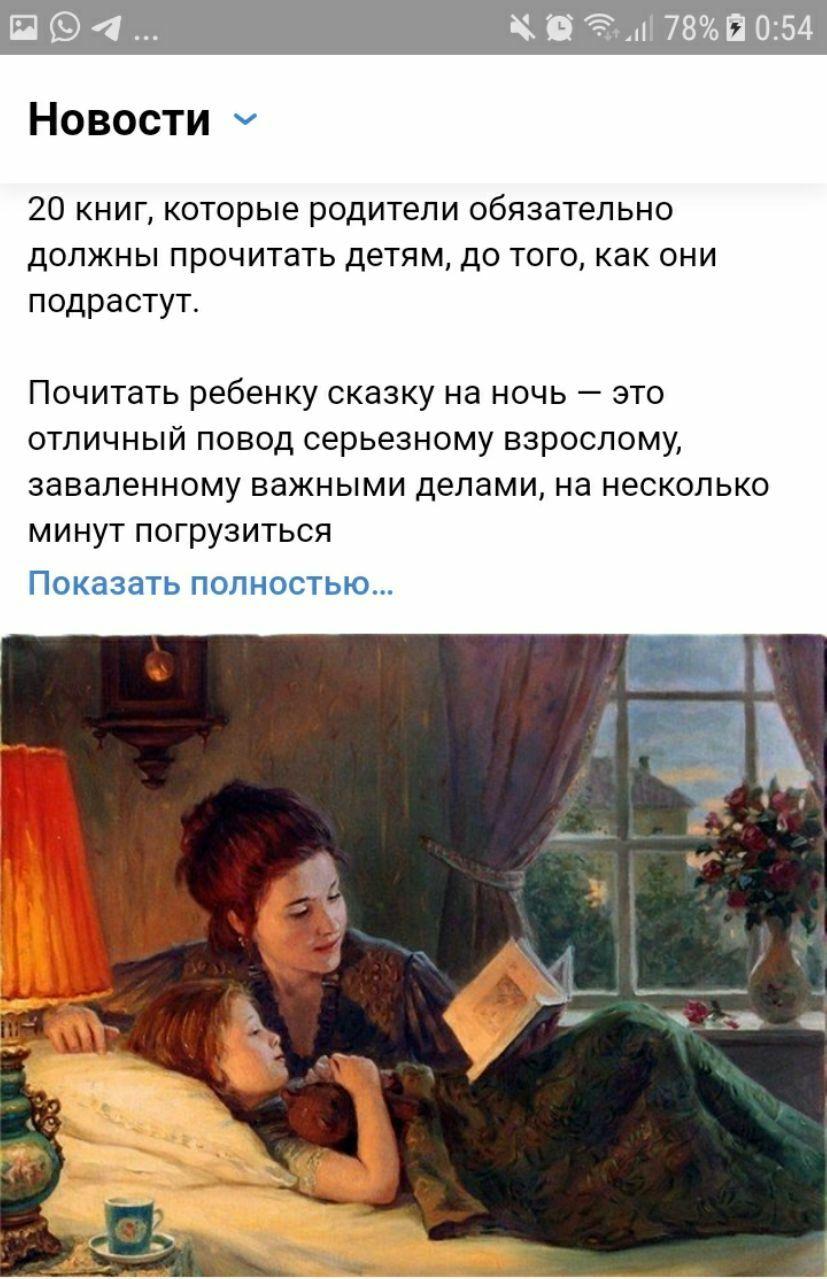 ... 78% 0:54
Новости
20 книг, которые родители обязательно
должны прочитать детям, до того, как они
подрастут.
Почитать ребенку сказку на ночь — это
отличный повод серьезному взрослому,
заваленному важными делами, на несколько
минут погрузиться
Показать полностью...